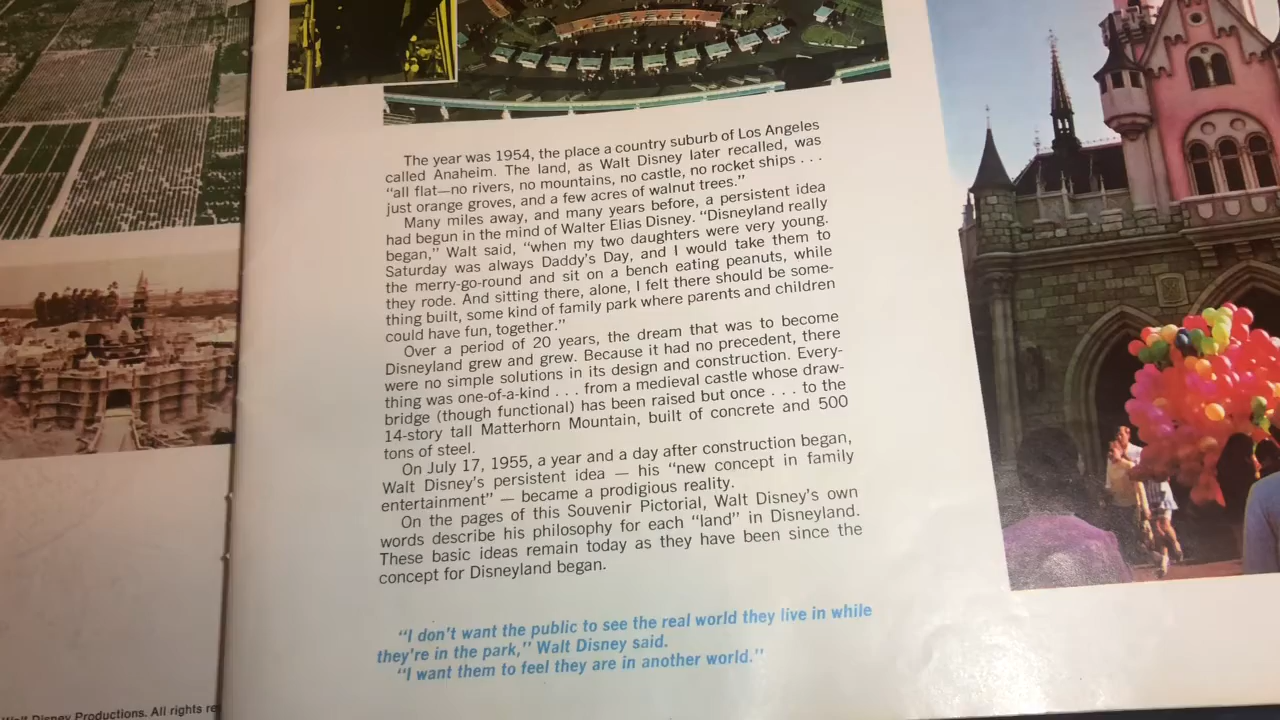 The year was 1954, the place a country suburb of Los Angeles
called Anaheim. The land, as Walt Disney later recalled, was
“all flat—no rivers, no mountains, no castle, no rocket ships . . .
just orange groves, and a few acres of walnut trees.”
Many miles away, and many years before, a persistent idea
had begun in the mind of Walter Elias Disney. “Disneyland really
began,” Walt said, “when my two daughters were very young.
Saturday was always Daddy’s Day, and I would take them to
the merry-go-round and sit on a bench eating peanuts, while
they rode. And sitting there, alone, I felt there should be some-
thing built, some kind of family park where parents and children
could have fun, together.”
Over a period of 20 years, the dream that was to become
Disneyland grew and grew. Because it had no precedent, there
were no simple solutions in its design and construction. Every-
thing was one-of-a-kind . . . from a medieval castle whose draw-
bridge (though functional) has been raised but once . . . to the
14-story tall Matterhorn Mountain, built of concrete and 500
tons of steel.
On July 17, 1955, a year and a day after construction began,
Walt Disney’s persistent idea — his “new concept in family
entertainment” — became a prodigious reality.
On the pages of this Souvenir Pictorial, Walt Disney’s own
words describe his philosophy for each “land” in Disneyland.
These basic ideas remain today as they have been since the
concept for Disneyland began.
“I don’t want the public to see the real world they live in while
they’re in the park,” Walt Disney said.
“I want them to feel they are in another world.”
Walt Disney Productions. All rights re